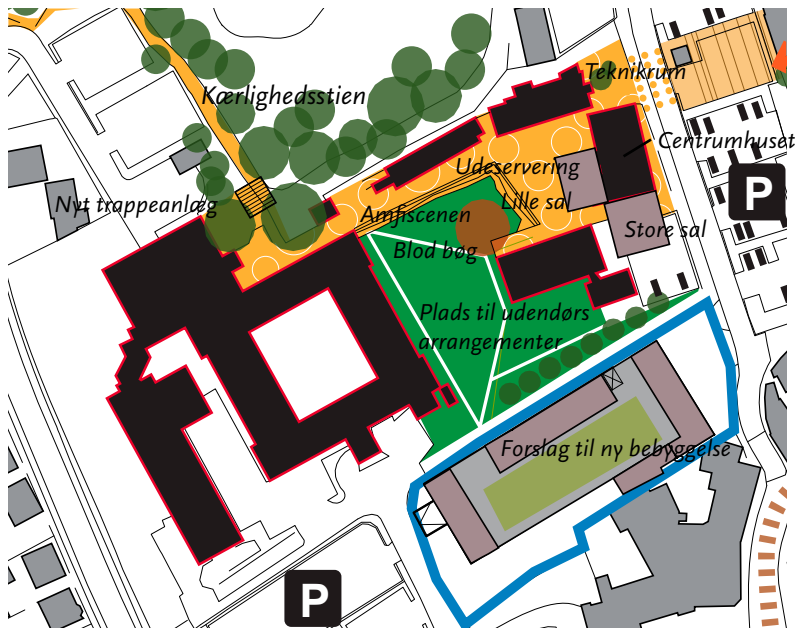 Teknikrum
Kærlighedsstien
Centrumhuset
Udeservering
P
Nyt trappeanlæg
Lille sal
Amfiscenen
Store sal
Blod bøg
Plads til udendørs
arrangementer
Forslag til ny bebyggelse
P